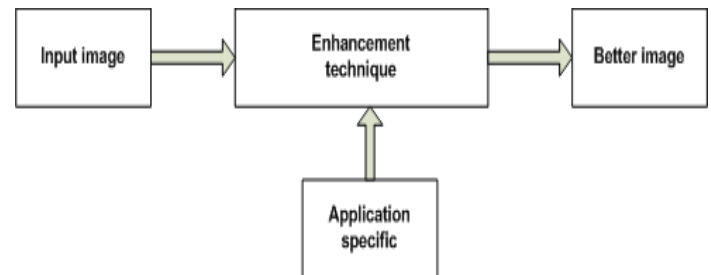 Input image
Enhancement
technique
Better image
Application
specific